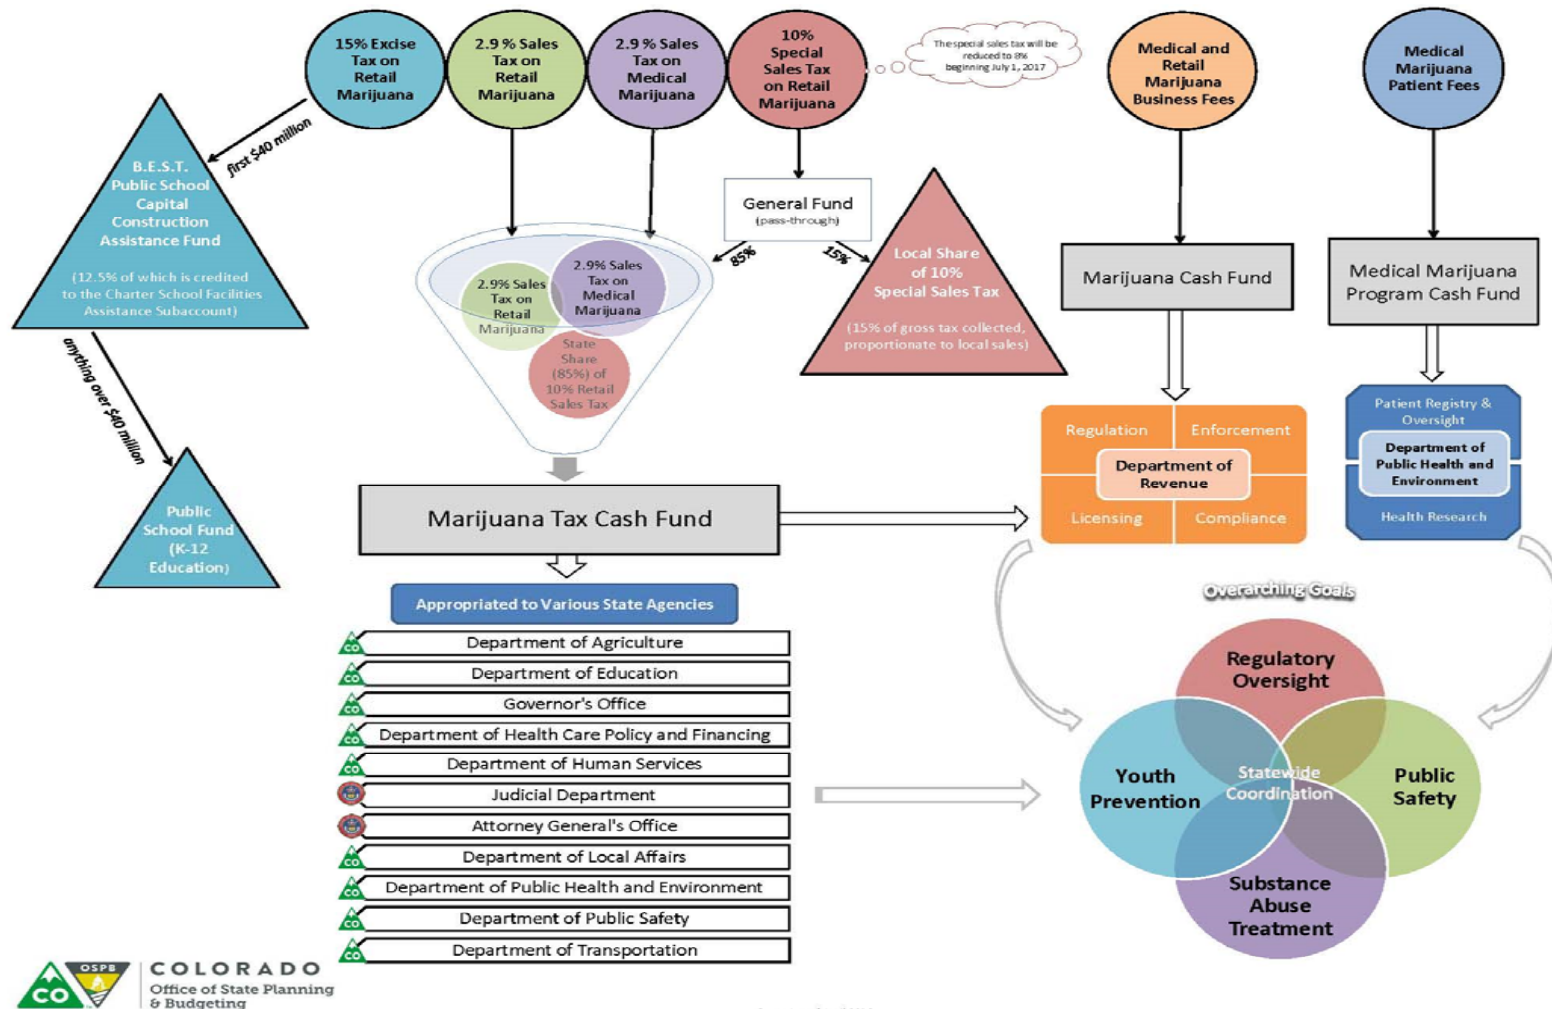 15% Excise
Tax on
Retail
Marijuana
2.9 % Sales
Tax on
Retail
Marijuana
2.9 % Sales
Tax on
Medical
Marijuana
10%
Special
Sales Tax
on Retail
Marijuana
The special sales tax will be
reduced to 8%
beginning July 1, 2017
Medical and
Retail
Marijuana
Business Fees
Medical
Marijuana
Patient Fees
first $40 million
B.E.S.T.
Public School
Capital
Construction
Assistance Fund
(12.5% of which is credited
to the Charter School Facilities
Assistance Subaccount)
anything over $40 million
Public
School Fund
(K-12
Education)
General Fund
(pass-through)
85%
15%
Local Share
of 10%
Special Sales Tax
(15% of gross tax collected,
proportionate to local sales)
2.9% Sales
Tax on
Retail
Marijuana
2.9% Sales
Tax on
Medical
Marijuana
State
Share
(85%) of
10% Retail
Sales Tax
Marijuana Cash Fund
Medical Marijuana
Program Cash Fund
Regulation
Enforcement
Department of
Revenue
Licensing
Compliance
Patient Registry &
Oversight
Department of
Public Health and
Environment
Health Research
Marijuana Tax Cash Fund
Appropriated to Various State Agencies
CO Department of Agriculture
CO Department of Education
CO Governor's Office
CO Department of Health Care Policy and Financing
CO Department of Human Services
Judicial Department
Attorney General's Office
CO Department of Local Affairs
CO Department of Public Health and Environment
CO Department of Public Safety
CO Department of Transportation
Overarching Goals
Regulatory
Oversight
Youth
Prevention
Statewide
Coordination
Public
Safety
Substance
Abuse
Treatment
CO
OSPB
COLORADO
Office of State Planning
& Budgeting